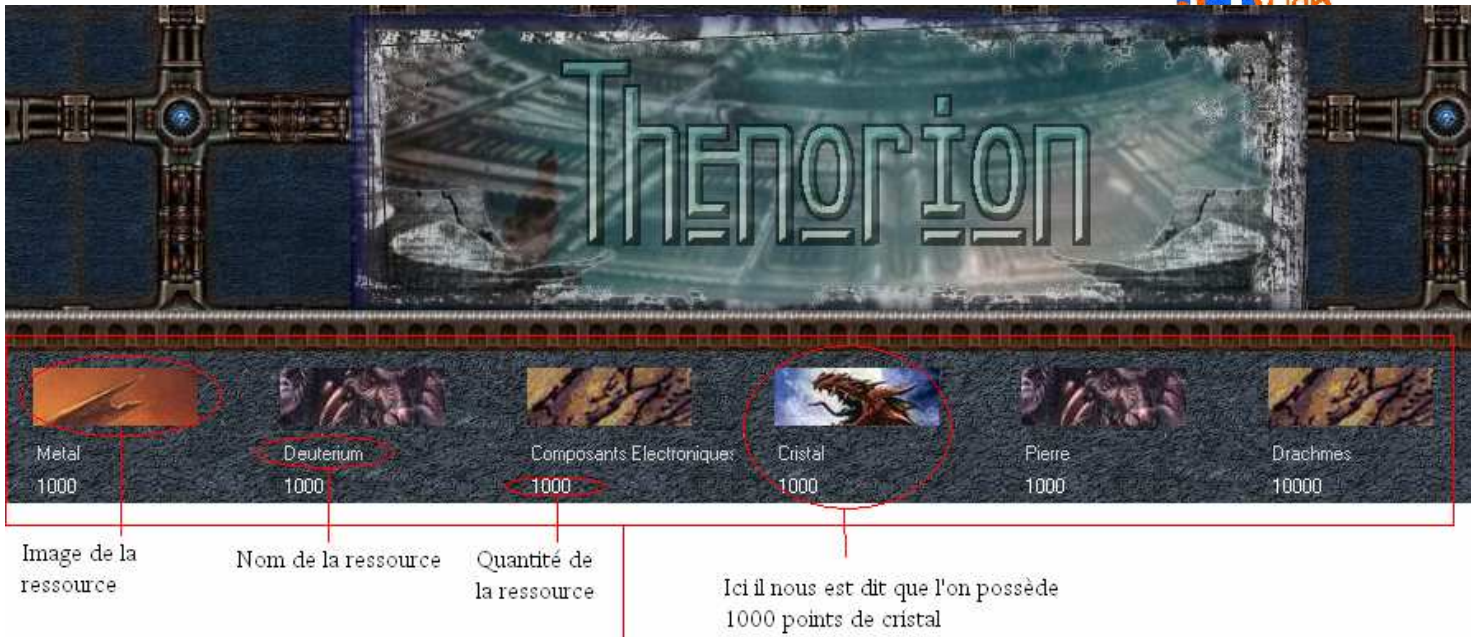 Thenorion
Metal
Deuterium
Composants Electroniques
Cristal
Pierre
Drachmes
1000
1000
1000
1000
1000
10000
Image de la
ressource
Nom de la ressource
Quantité de
la ressource
Ici il nous est dit que l'on possède
1000 points de cristal